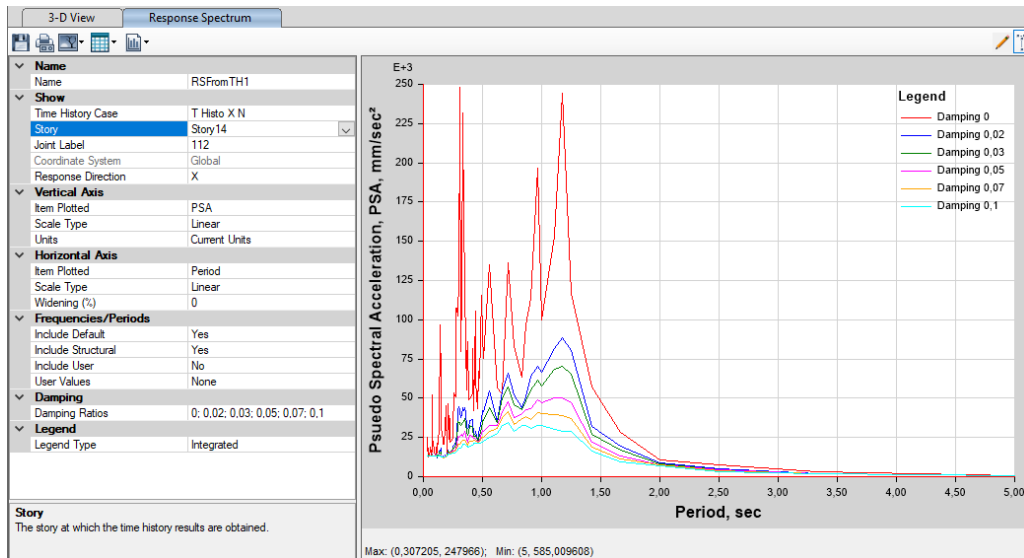 3-D View
Response Spectrum
Name
Name RSFromTH1
Show
Time History Case T Histo X N
Story Story14
Joint Label 112
Coordinate System Global
Response Direction X
Vertical Axis
Item Plotted PSA
Scale Type Linear
Units Current Units
Horizontal Axis
Item Plotted Period
Scale Type Linear
Widening (%) 0
Frequencies/Periods
Include Default Yes
Include Structural Yes
Include User No
User Values None
Damping
Damping Ratios 0; 0,02; 0,03; 0,05; 0,07; 0,1
Legend
Legend Type Integrated
Story
The story at which the time history results are obtained.
E+3
250
225
200
175
150
125
100
75
50
25
0
Psuedo Spectral Acceleration, PSA, mm/sec²
Legend
Damping 0
Damping 0,02
Damping 0,03
Damping 0,05
Damping 0,07
Damping 0,1
0,00 0,50 1,00 1,50 2,00 2,50 3,00 3,50 4,00 4,50 5,00
Period, sec
Max: (0,307205, 247966); Min: (5, 585,009608)